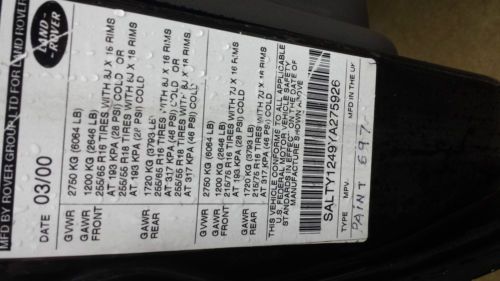 MFD BY ROVER GROUP LTD FOR LAND ROVER
LAND
ROVER
DATE 03/00
GVWR 2750 KG (6064 LB)
GAWR 1200 KG (2646 LB)
FRONT 255/65 R16 TIRES WITH 8J X 16 RIMS
AT 193 KPA (28 PSI) COLD OR
255/55 R18 TIRES WITH 8J X 18 RIMS
AT 193 KPA (28 PSI) COLD
GAWR 1720 KG (3793 LB)
REAR 255/65 R16 TIRES WITH 8J X 16 RIMS
AT 317 KPA (46 PSI) COLD OR
255/55 R18 TIRES WITH 8J X 18 RIMS
AT 317 KPA (46 PSI) COLD
GVWR 2750 KG (6064 LB)
GAWR 1200 KG (2646 LB)
FRONT 215/75 R16 TIRES WITH 7J X 16 RIMS
AT 193 KPA (28 PSI) COLD
GAWR 1720 KG (3793 LB)
REAR 215/75 R16 TIRES WITH 7J X 16 RIMS
AT 317 KPA (46 PSI) COLD
THIS VEHICLE CONFORMS TO ALL APPLICABLE
U.S. FEDERAL MOTOR VEHICLE SAFETY
STANDARDS IN EFFECT ON THE DATE OF
MANUFACTURE SHOWN ABOVE
SALTY1549YA275926
TYPE MPV MFD IN THE UK
PAINT 697